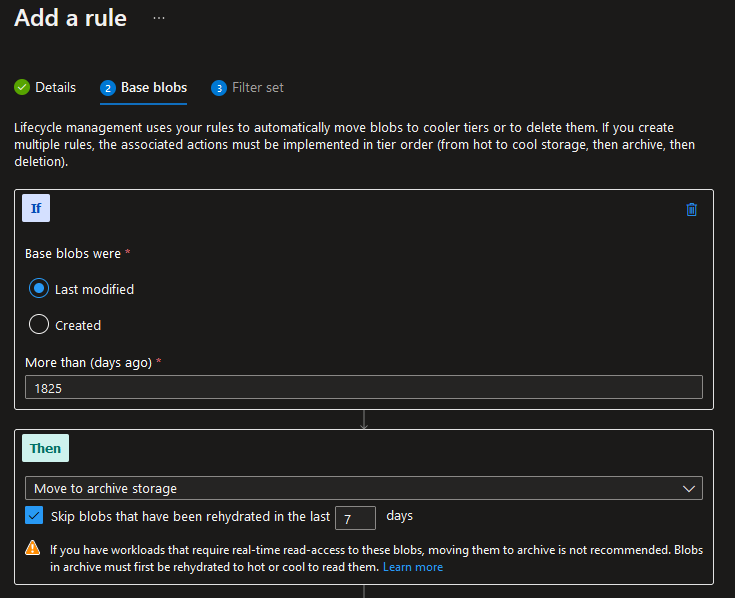 Add a rule ...
Details 2 Base blobs 3 Filter set
Lifecycle management uses your rules to automatically move blobs to cooler tiers or to delete them. If you create
multiple rules, the associated actions must be implemented in tier order (from hot to cool storage, then archive, then
deletion).
If
Base blobs were *
Last modified
Created
More than (days ago) *
1825
Then
Move to archive storage
Skip blobs that have been rehydrated in the last 7 days
If you have workloads that require real-time read-access to these blobs, moving them to archive is not recommended. Blobs
in archive must first be rehydrated to hot or cool to read them. Learn more